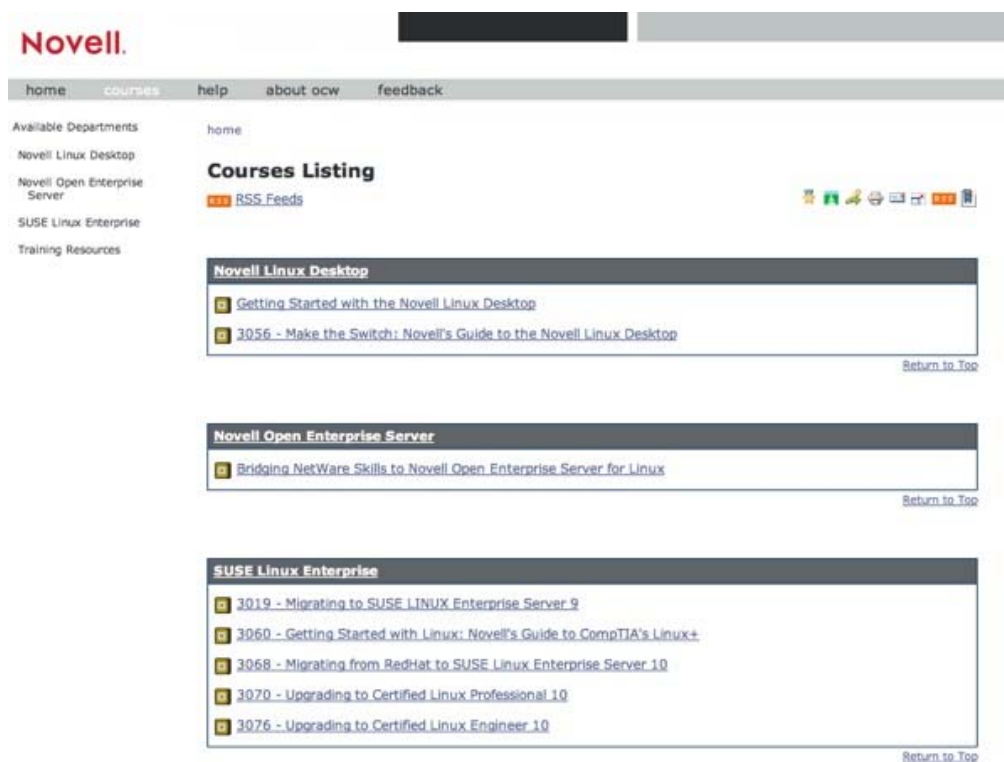 Novell.
home courses help about ocw feedback
Available Departments
Novell Linux Desktop
Novell Open Enterprise
Server
SUSE Linux Enterprise
Training Resources
home
Courses Listing
RSS RSS Feeds
RSS
Novell Linux Desktop
Getting Started with the Novell Linux Desktop
3056 - Make the Switch: Novell's Guide to the Novell Linux Desktop
Return to Top
Novell Open Enterprise Server
Bridging NetWare Skills to Novell Open Enterprise Server for Linux
Return to Top
SUSE Linux Enterprise
3019 - Migrating to SUSE LINUX Enterprise Server 9
3060 - Getting Started with Linux: Novell's Guide to CompTIA's Linux+
3068 - Migrating from RedHat to SUSE Linux Enterprise Server 10
3070 - Upgrading to Certified Linux Professional 10
3076 - Upgrading to Certified Linux Engineer 10
Return to Top